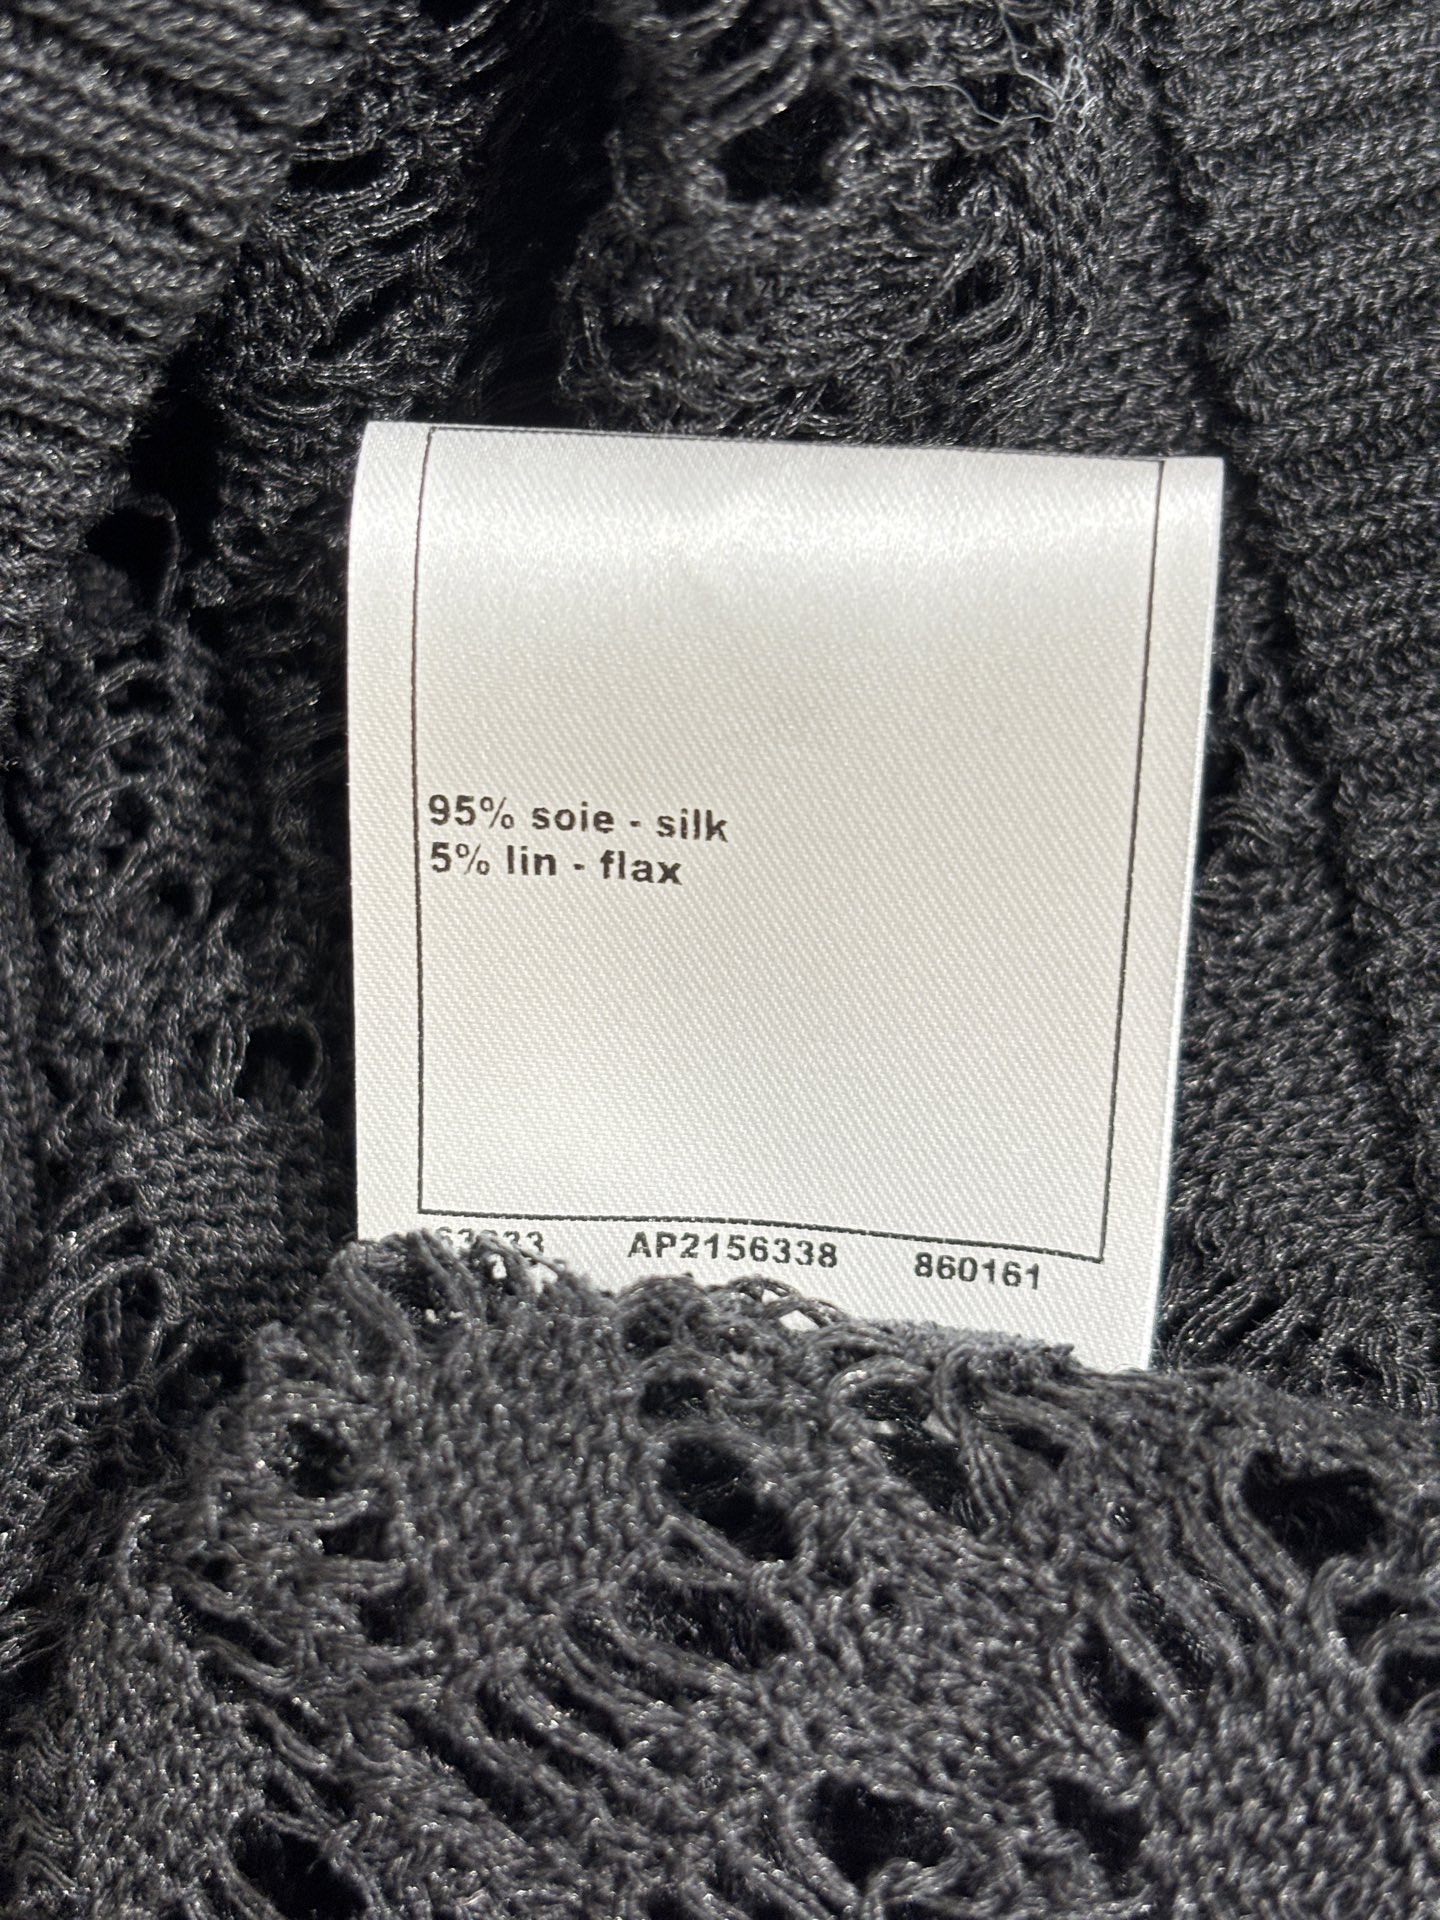 95% soie - silk
5% lin - flax
AP2156338 860161